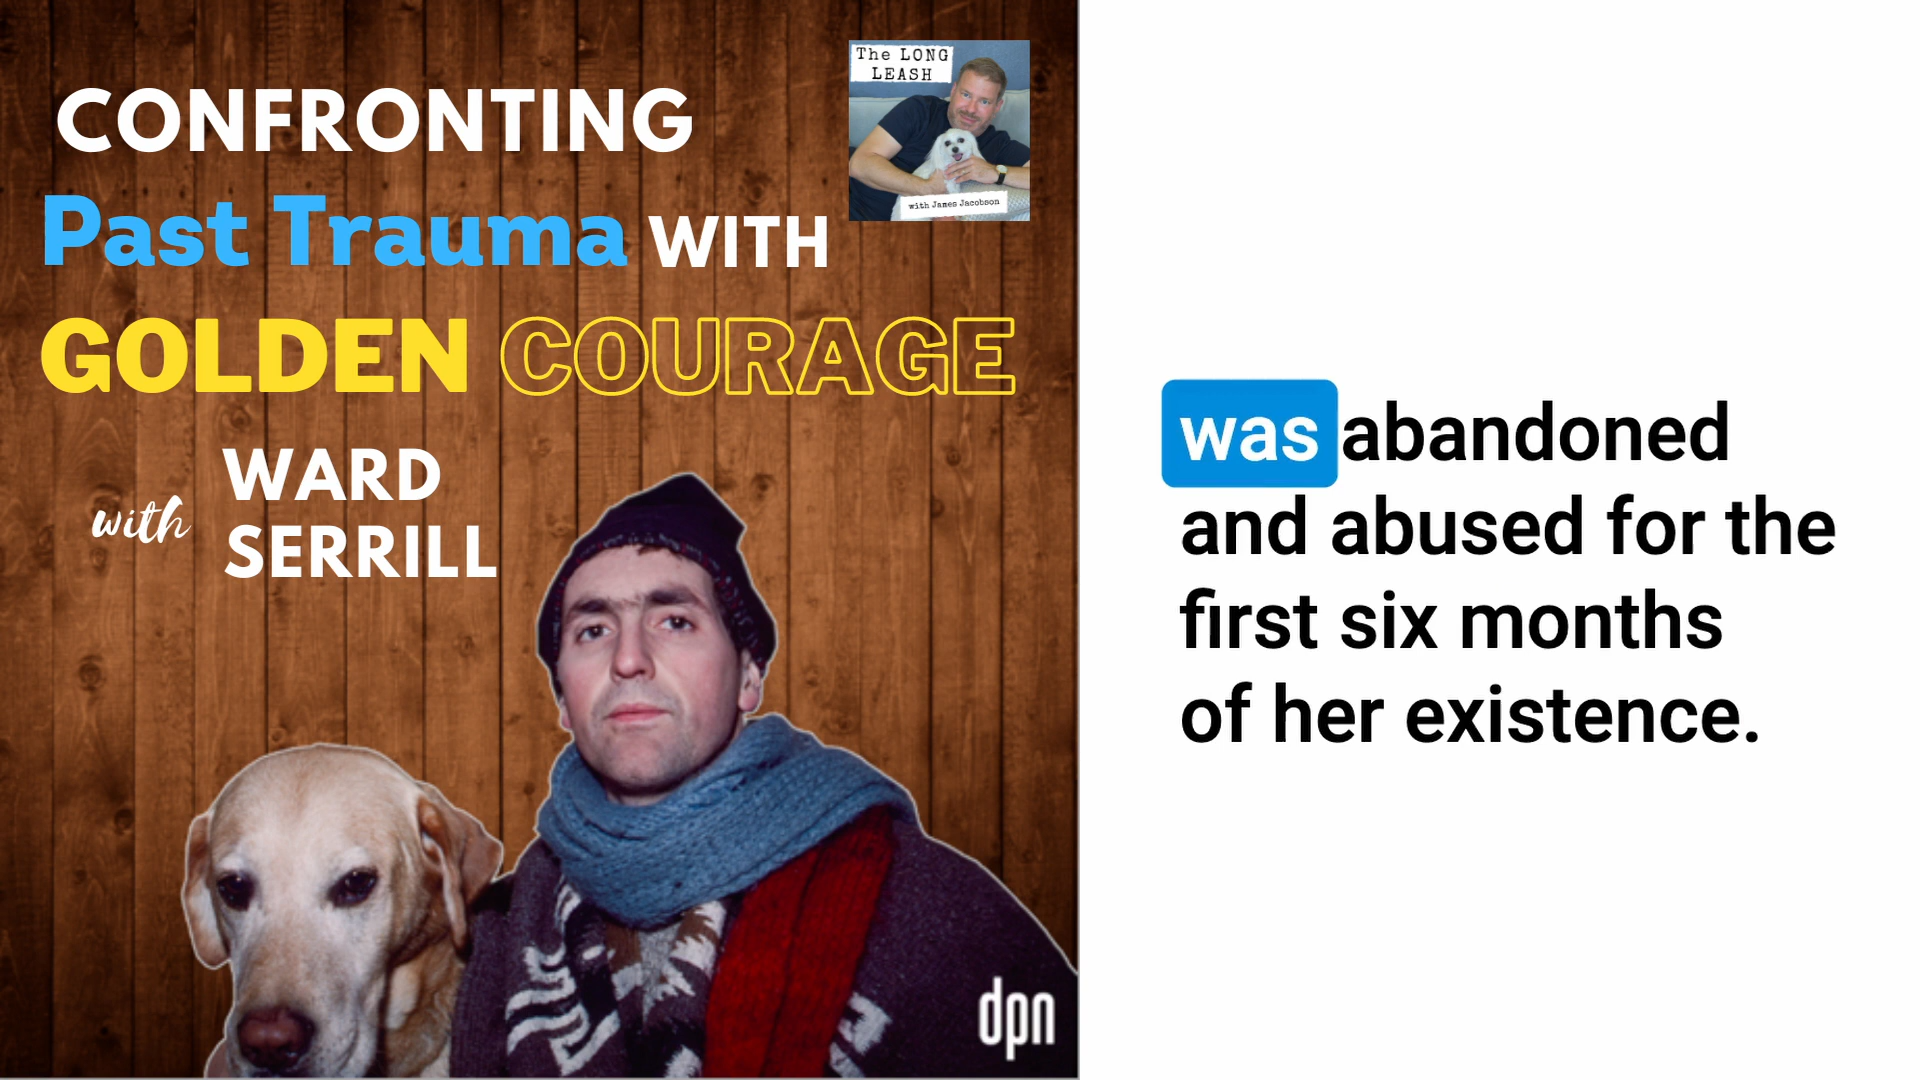 The LONG
LEASH
with James Jacobson
CONFRONTING
Past Trauma WITH
GOLDEN COURAGE
with WARD
SERRILL
dpn
was abandoned
and abused for the
first six months
of her existence.